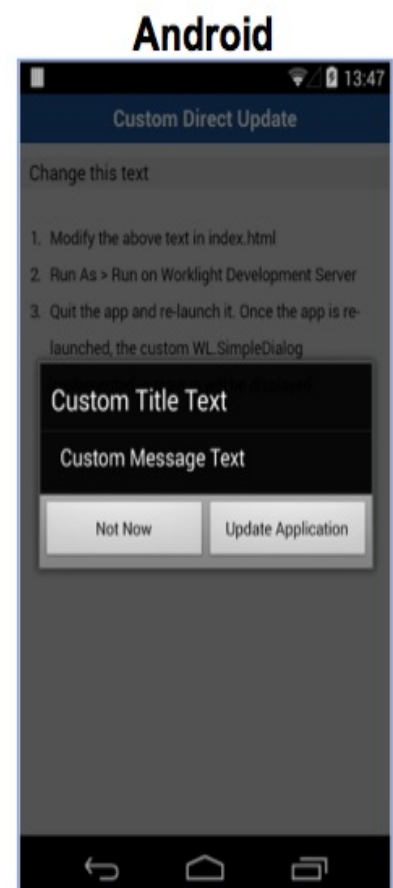 Android
13:47
Custom Direct Update
Change this text
1. Modify the above text in index.html
2. Run As > Run on Worklight Development Server
3. Quit the app and re-launch it. Once the app is re-
launched, the custom WL.SimpleDialog
Custom Title Text
Custom Message Text
Not Now
Update Application